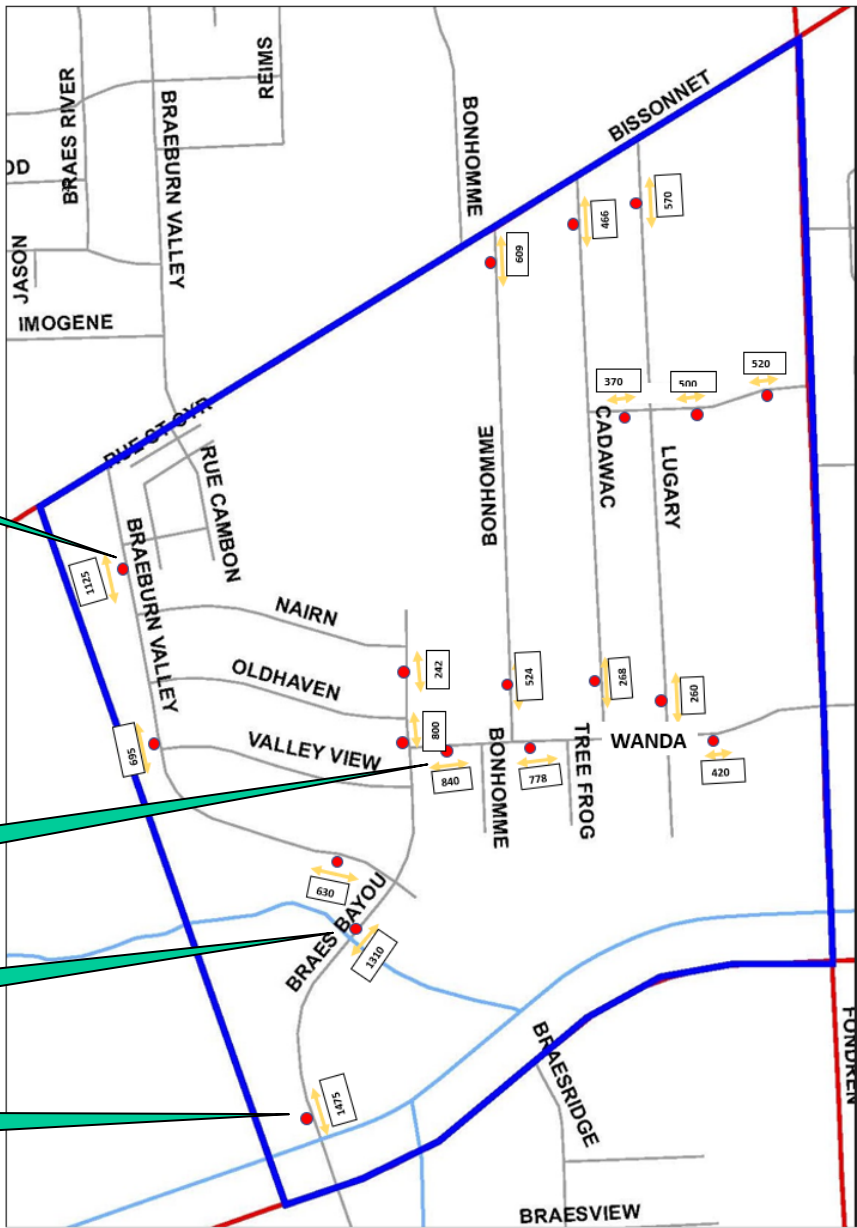 BRAES RIVER
BRAEBURN VALLEY
REIMS
BONHOMME
BISSONNET
OD
JASON
IMOGENE
570
466
609
520
370
500
RUE ST CYR
RUE CAMBON
BONHOMME
CADAWAC
LUGARY
1125
BRAEBURN VALLEY
NAIRN
OLDHAVEN
VALLEY VIEW
242
524
268
260
695
800
840
BONHOMME
778
TREE FROG
WANDA
420
630
BRAES BAYOU
1310
1475
BRAESRIDGE
BRAESVIEW
FONDREN